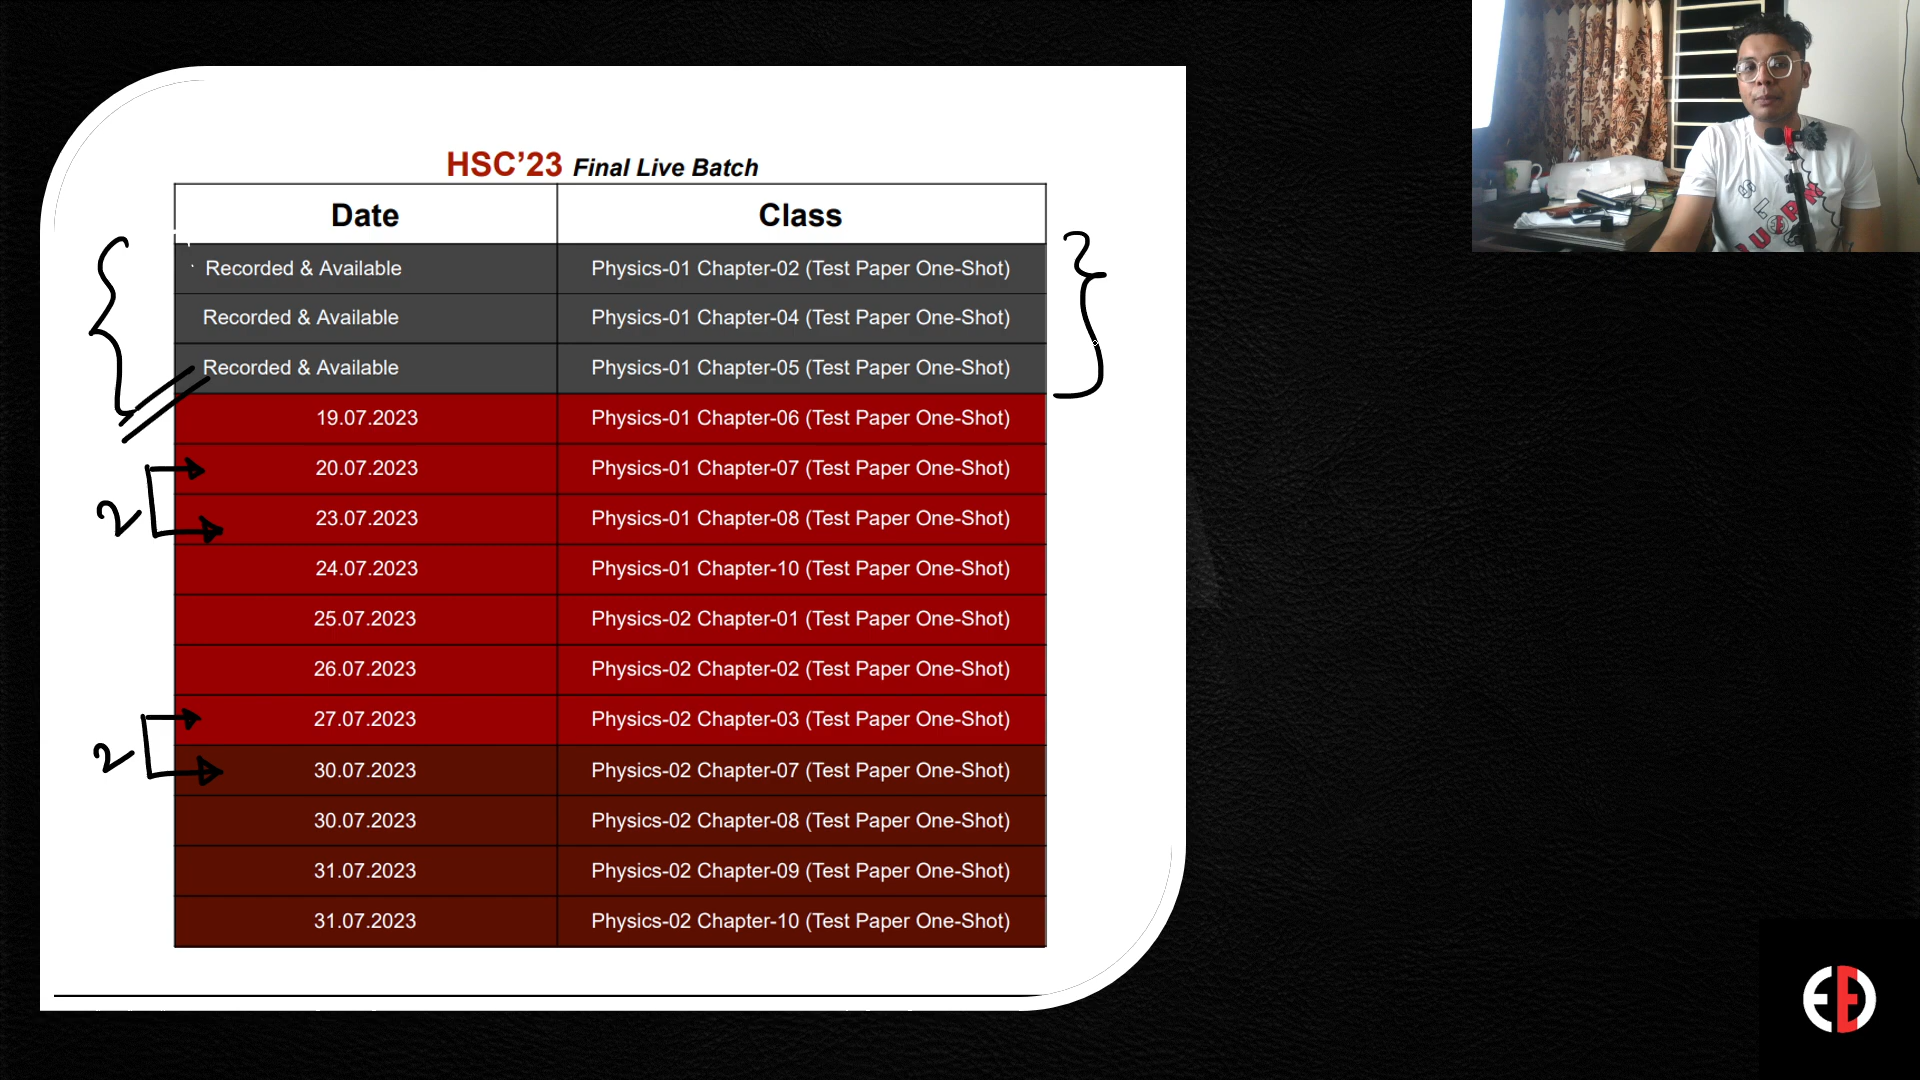 HSC’23 Final Live Batch
Date Class
Recorded & Available Physics-01 Chapter-02 (Test Paper One-Shot)
Recorded & Available Physics-01 Chapter-04 (Test Paper One-Shot)
Recorded & Available Physics-01 Chapter-05 (Test Paper One-Shot)
19.07.2023 Physics-01 Chapter-06 (Test Paper One-Shot)
20.07.2023 Physics-01 Chapter-07 (Test Paper One-Shot)
2
23.07.2023 Physics-01 Chapter-08 (Test Paper One-Shot)
24.07.2023 Physics-01 Chapter-10 (Test Paper One-Shot)
25.07.2023 Physics-02 Chapter-01 (Test Paper One-Shot)
26.07.2023 Physics-02 Chapter-02 (Test Paper One-Shot)
27.07.2023 Physics-02 Chapter-03 (Test Paper One-Shot)
2
30.07.2023 Physics-02 Chapter-07 (Test Paper One-Shot)
30.07.2023 Physics-02 Chapter-08 (Test Paper One-Shot)
31.07.2023 Physics-02 Chapter-09 (Test Paper One-Shot)
31.07.2023 Physics-02 Chapter-10 (Test Paper One-Shot)